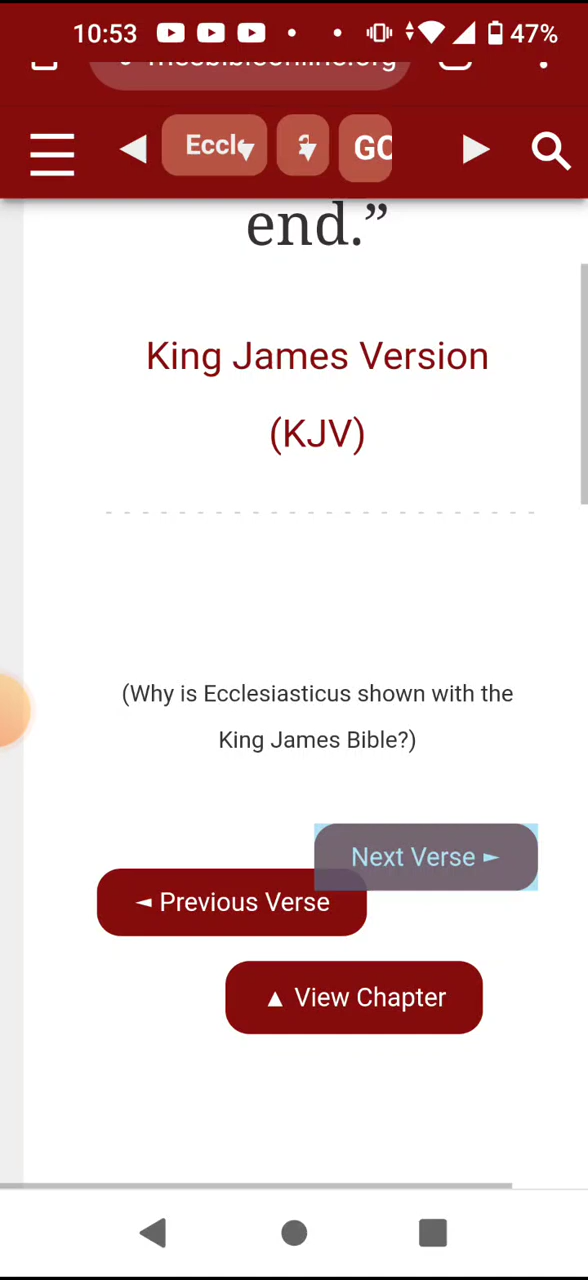 10:53 47%
Eccl GO
end.”
King James Version
(KJV)
(Why is Ecclesiasticus shown with the
King James Bible?)
Next Verse ►
◄ Previous Verse
▲ View Chapter